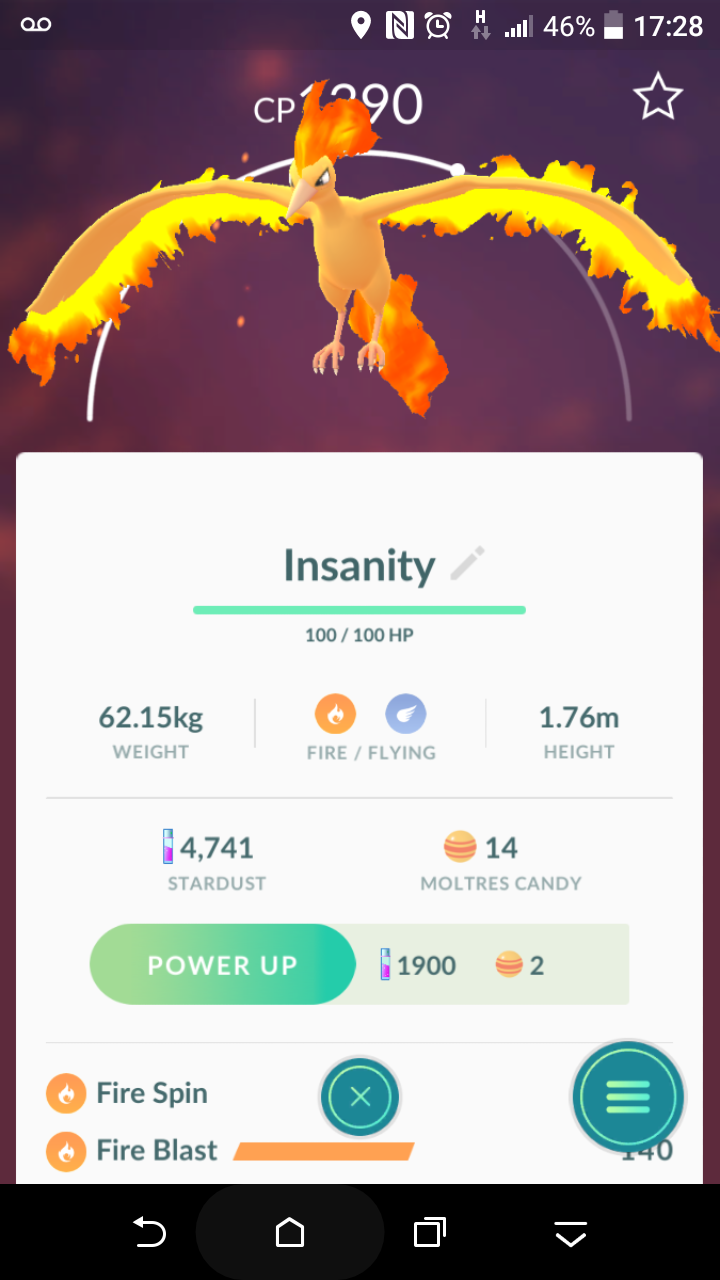 H 46% 17:28
CP
Insanity
100 / 100 HP
62.15kg
WEIGHT
FIRE / FLYING
1.76m
HEIGHT
4,741
STARDUST
14
MOLTRES CANDY
POWER UP 1900 2
Fire Spin
Fire Blast 140